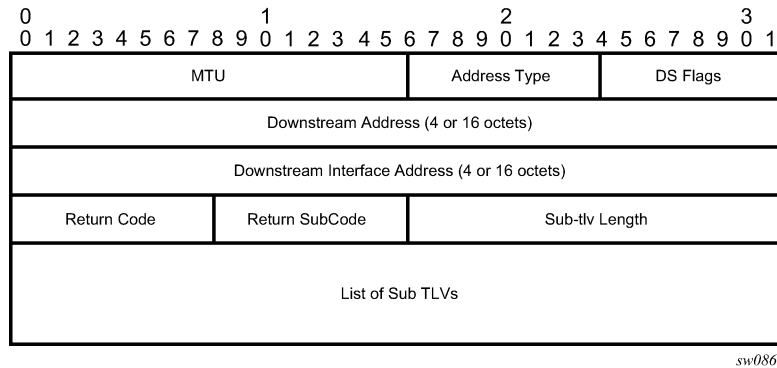 0 1 2 3
0 1 2 3 4 5 6 7 8 9 0 1 2 3 4 5 6 7 8 9 0 1 2 3 4 5 6 7 8 9 0 1
MTU Address Type DS Flags
Downstream Address (4 or 16 octets)
Downstream Interface Address (4 or 16 octets)
Return Code Return SubCode Sub-tlv Length
List of Sub TLVs
sw086